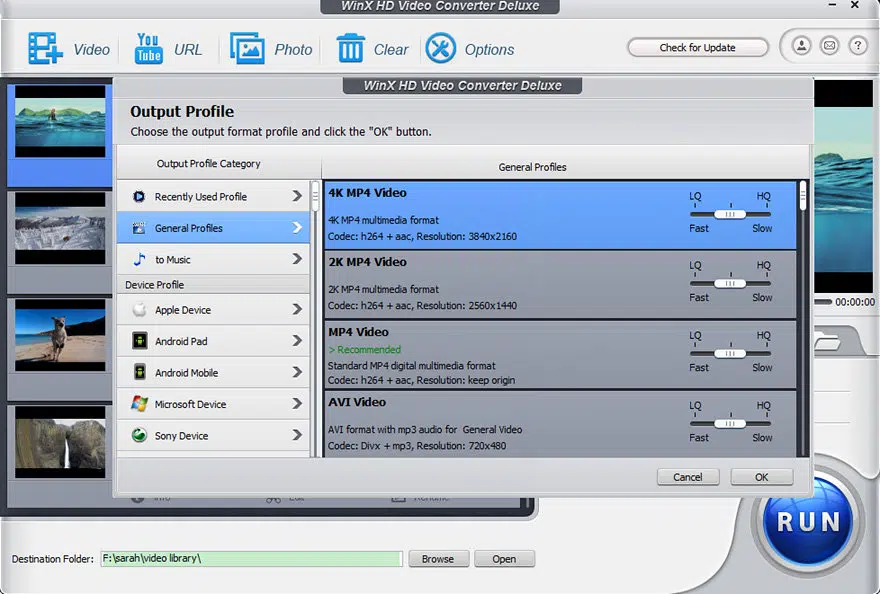 WinX HD Video Converter Deluxe
Video
You Tube
URL
Photo
Clear
Options
Check for Update
?
WinX HD Video Converter Deluxe
Output Profile
Choose the output format profile and click the "OK" button.
Output Profile Category
General Profiles
Recently Used Profile
General Profiles
to Music
Device Profile
Apple Device
Android Pad
Android Mobile
Microsoft Device
Sony Device
4K MP4 Video
4K MP4 multimedia format
Codec: h264 + aac, Resolution: 3840x2160
LQ HQ
Fast Slow
2K MP4 Video
2K MP4 multimedia format
Codec: h264 + aac, Resolution: 2560x1440
LQ HQ
Fast Slow
MP4 Video
> Recommended
Standard MP4 digital multimedia format
Codec: h264 + aac, Resolution: keep origin
LQ HQ
Fast Slow
AVI Video
AVI format with mp3 audio for General Video
Codec: Divx + mp3, Resolution: 720x480
LQ HQ
Fast Slow
00:00:00
Cancel
OK
RUN
Destination Folder:
F:\sarah\video library\
Browse
Open